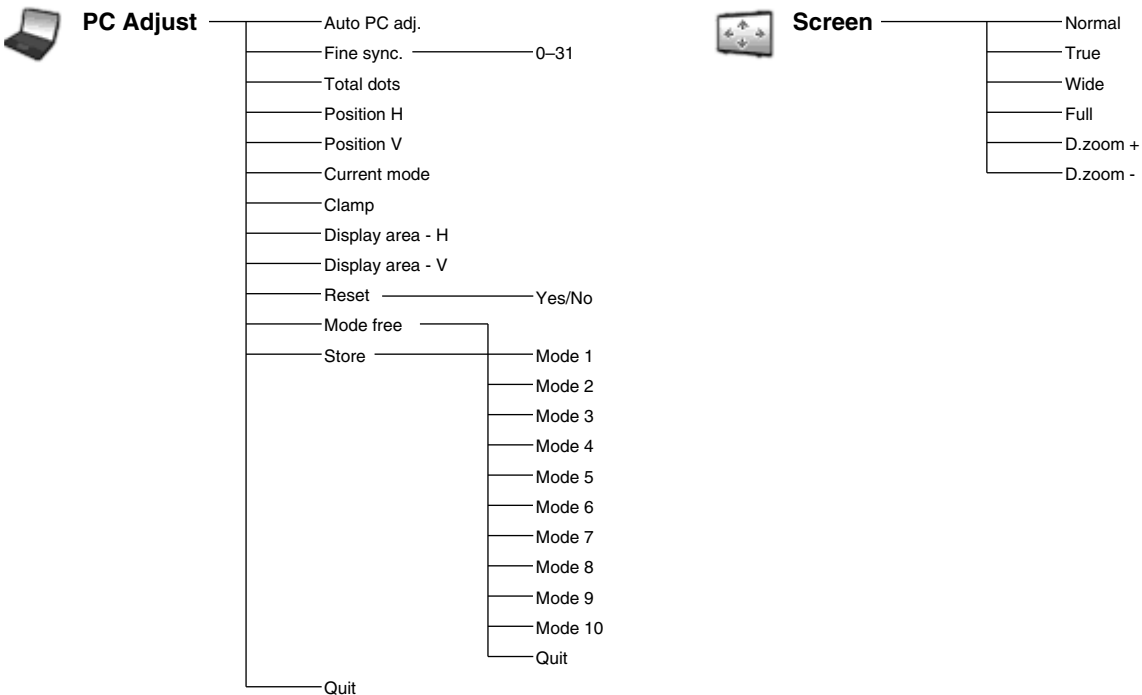 PC Adjust
Auto PC adj.
Fine sync. 0–31
Total dots
Position H
Position V
Current mode
Clamp
Display area - H
Display area - V
Reset Yes/No
Mode free
Store Mode 1
Mode 2
Mode 3
Mode 4
Mode 5
Mode 6
Mode 7
Mode 8
Mode 9
Mode 10
Quit
Quit
Screen
Normal
True
Wide
Full
D.zoom +
D.zoom -